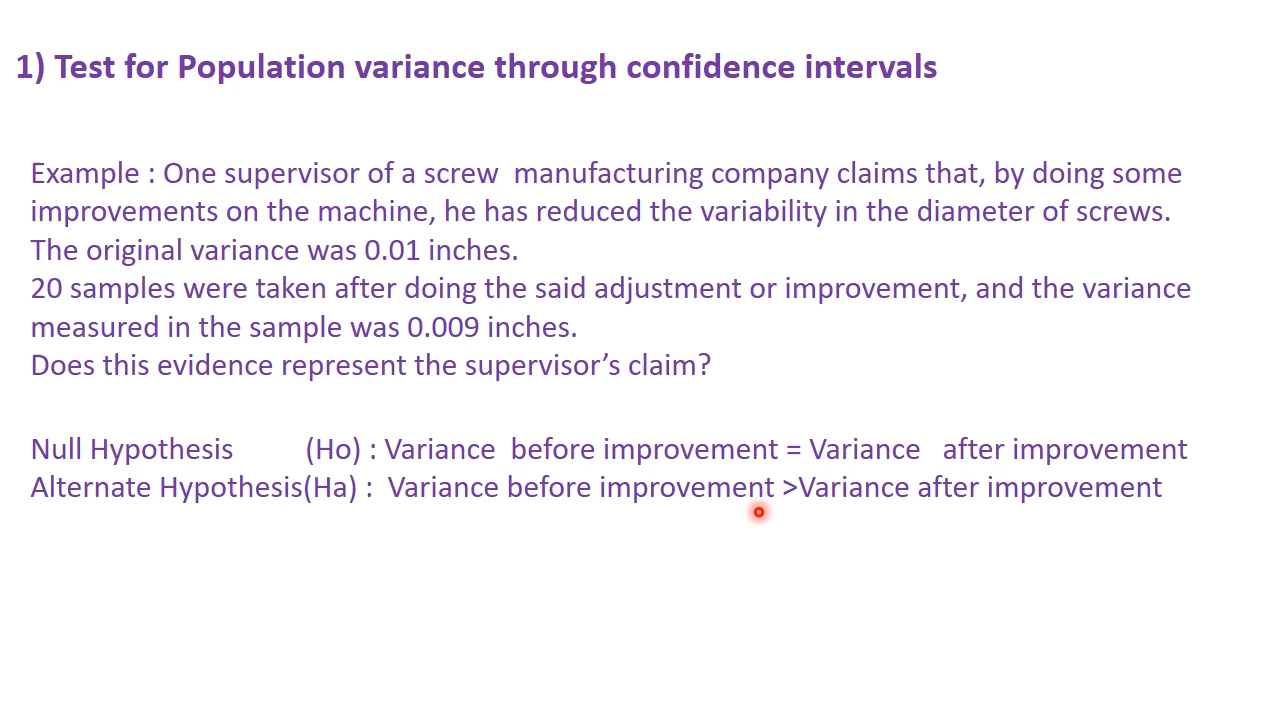 1) Test for Population variance through confidence intervals
Example : One supervisor of a screw manufacturing company claims that, by doing some
improvements on the machine, he has reduced the variability in the diameter of screws.
The original variance was 0.01 inches.
20 samples were taken after doing the said adjustment or improvement, and the variance
measured in the sample was 0.009 inches.
Does this evidence represent the supervisor’s claim?
Null Hypothesis (Ho) : Variance before improvement = Variance after improvement
Alternate Hypothesis(Ha) : Variance before improvement >Variance after improvement